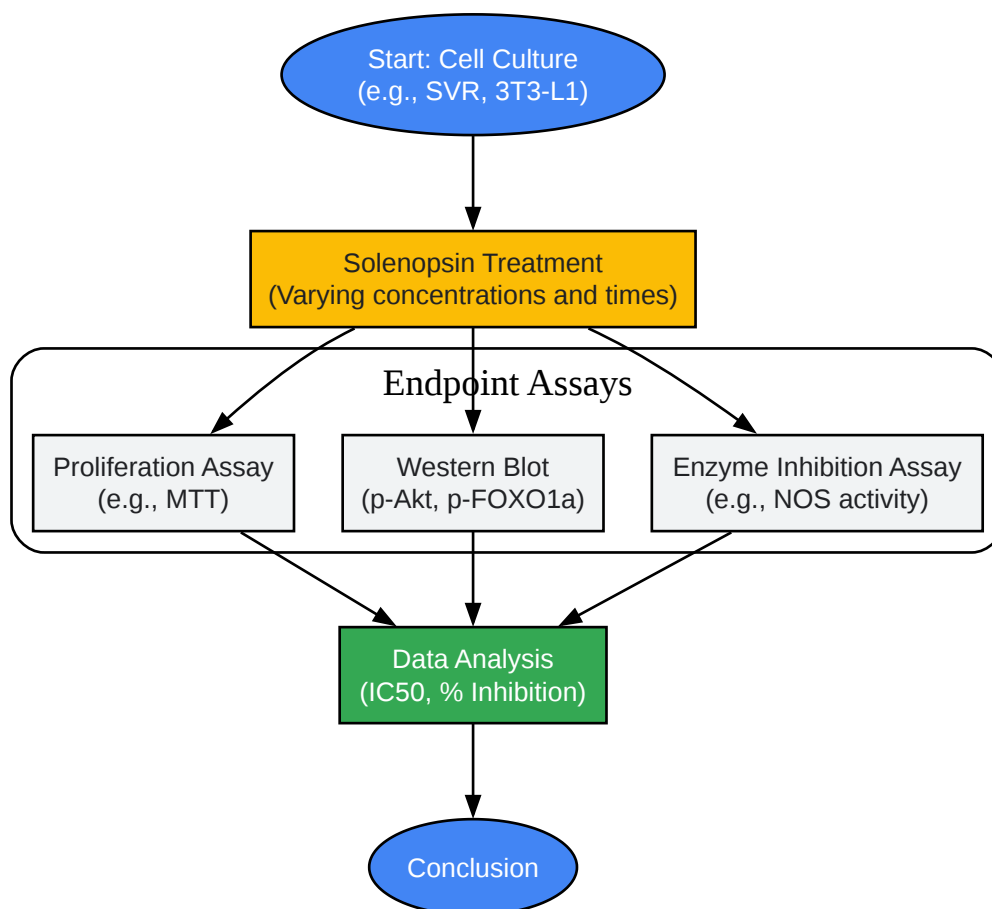 Start: Cell Culture
(e.g., SVR, 3T3-L1)
Solenopsin Treatment
(Varying concentrations and times)
Endpoint Assays
Proliferation Assay
(e.g., MTT)
Western Blot
(p-Akt, p-FOXO1a)
Enzyme Inhibition Assay
(e.g., NOS activity)
Data Analysis
(IC50, % Inhibition)
Conclusion